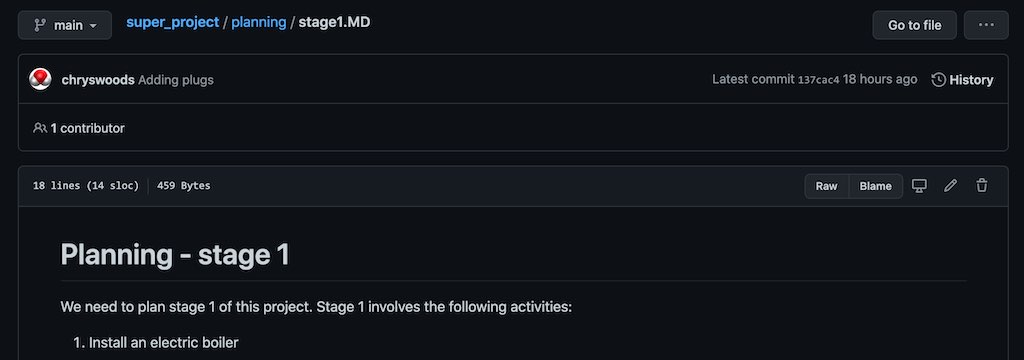 main super_project / planning / stage1.MD Go to file ...
chryswoods Adding plugs Latest commit 137cac4 18 hours ago History
1 contributor
18 lines (14 sloc) 459 Bytes Raw Blame
Planning - stage 1
We need to plan stage 1 of this project. Stage 1 involves the following activities:
1. Install an electric boiler